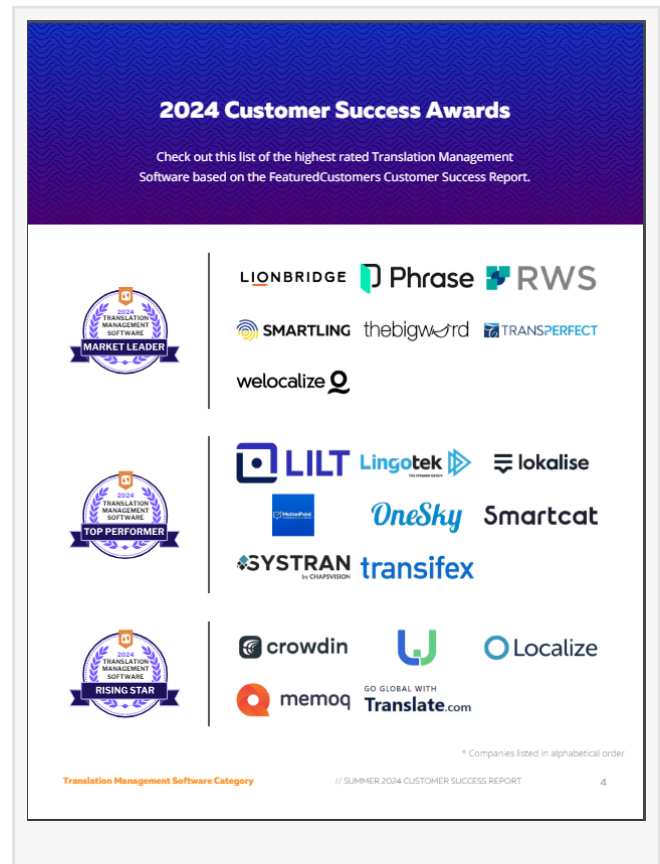 2024 Customer Success Awards
Check out this list of the highest rated Translation Management
Software based on the FeaturedCustomers Customer Success Report.
2024
TRANSLATION
MANAGEMENT
SOFTWARE
MARKET LEADER
LIONBRIDGE Phrase RWS
SMARTLING thebigword TRANSPERFECT
welocalize
2024
TRANSLATION
MANAGEMENT
SOFTWARE
TOP PERFORMER
LILT Lingotek lokalise
MotionPoint OneSky Smartcat
SYSTRAN transifex
by CHAPSVISION
2024
TRANSLATION
MANAGEMENT
SOFTWARE
RISING STAR
crowdin Localize
memoq GO GLOBAL WITH
Translate.com
* Companies listed in alphabetical order
Translation Management Software Category // SUMMER 2024 CUSTOMER SUCCESS REPORT 4